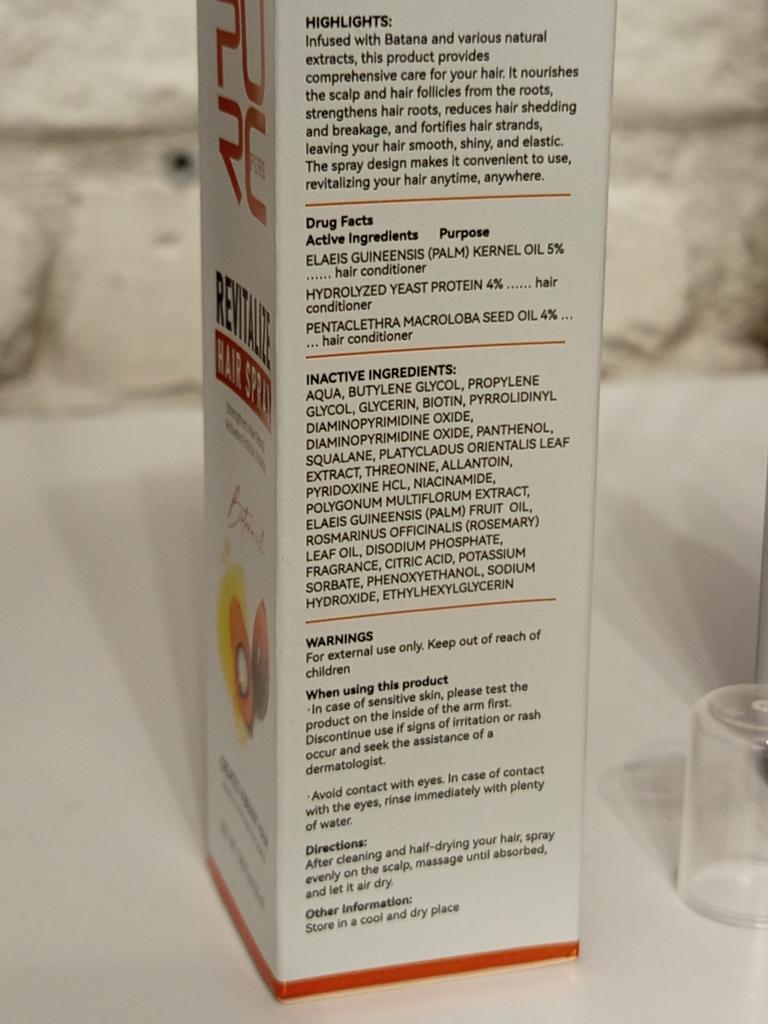 PURC
PURE
REVITALIZE
HAIR SPRAY
HIGHLIGHTS:
Infused with Batana and various natural
extracts, this product provides
comprehensive care for your hair. It nourishes
the scalp and hair follicles from the roots,
strengthens hair roots, reduces hair shedding
and breakage, and fortifies hair strands,
leaving your hair smooth, shiny, and elastic.
The spray design makes it convenient to use,
revitalizing your hair anytime, anywhere.
Drug Facts
Active Ingredients Purpose
ELAEIS GUINEENSIS (PALM) KERNEL OIL 5%
...... hair conditioner
HYDROLYZED YEAST PROTEIN 4% ...... hair
conditioner
PENTACLETHRA MACROLOBA SEED OIL 4% ...
... hair conditioner
INACTIVE INGREDIENTS:
AQUA, BUTYLENE GLYCOL, PROPYLENE
GLYCOL, GLYCERIN, BIOTIN, PYRROLIDINYL
DIAMINOPYRIMIDINE OXIDE,
DIAMINOPYRIMIDINE OXIDE, PANTHENOL,
SQUALANE, PLATYCLADUS ORIENTALIS LEAF
EXTRACT, THREONINE, ALLANTOIN,
PYRIDOXINE HCL, NIACINAMIDE,
POLYGONUM MULTIFLORUM EXTRACT,
ELAEIS GUINEENSIS (PALM) FRUIT OIL,
ROSMARINUS OFFICINALIS (ROSEMARY)
LEAF OIL, DISODIUM PHOSPHATE,
FRAGRANCE, CITRIC ACID, POTASSIUM
SORBATE, PHENOXYETHANOL, SODIUM
HYDROXIDE, ETHYLHEXYLGLYCERIN
WARNINGS
For external use only. Keep out of reach of
children
When using this product
·In case of sensitive skin, please test the
product on the inside of the arm first.
Discontinue use if signs of irritation or rash
occur and seek the assistance of a
dermatologist.
·Avoid contact with eyes. In case of contact
with the eyes, rinse immediately with plenty
of water.
Directions:
After cleaning and half-drying your hair, spray
evenly on the scalp, massage until absorbed,
and let it air dry.
Other Information:
Store in a cool and dry place